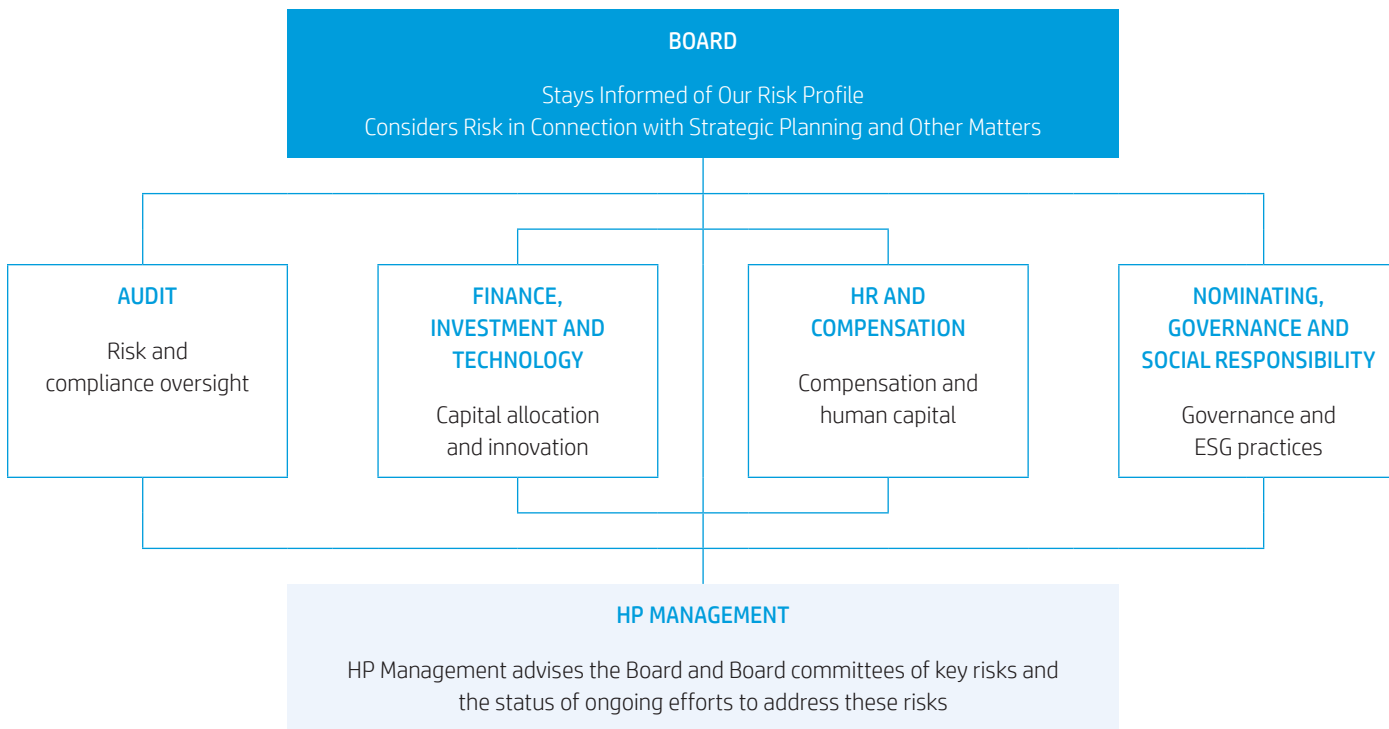 BOARD
Stays Informed of Our Risk Profile
Considers Risk in Connection with Strategic Planning and Other Matters
AUDIT
Risk and
compliance oversight
FINANCE,
INVESTMENT AND
TECHNOLOGY
Capital allocation
and innovation
HR AND
COMPENSATION
Compensation and
human capital
NOMINATING,
GOVERNANCE AND
SOCIAL RESPONSIBILITY
Governance and
ESG practices
HP MANAGEMENT
HP Management advises the Board and Board committees of key risks and
the status of ongoing efforts to address these risks